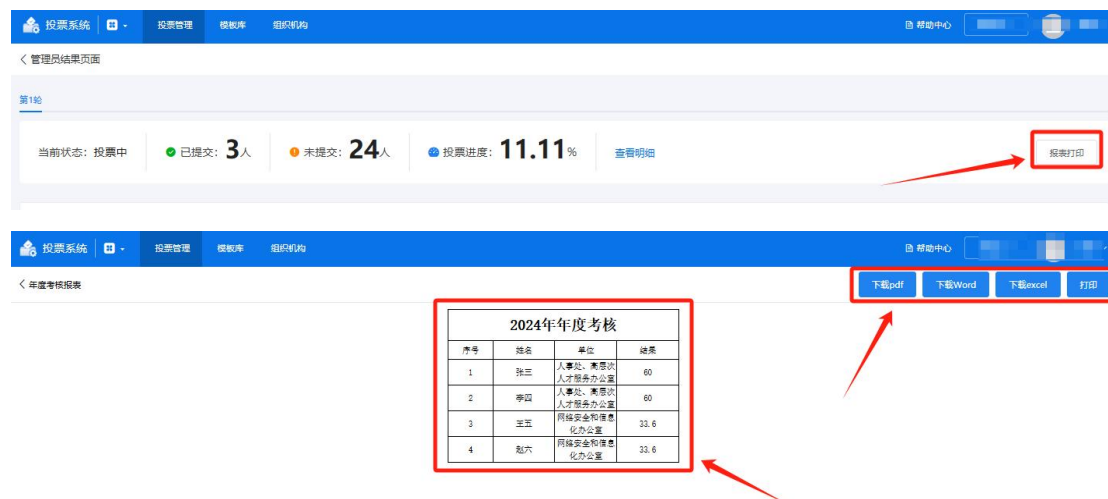 投票系统 投票管理 模板库 组织机构 帮助中心
管理员结果页面
第1轮
当前状态：投票中 已提交：3人 未提交：24人 投票进度：11.11% 查看明细 报表打印
投票系统 投票管理 模板库 组织机构 帮助中心
年度考核报表 下载pdf 下载Word 下载excel 打印
2024年年度考核
序号 姓名 单位 结果
1 张三 人事处、高层次人才服务办公室 60
2 李四 人事处、高层次人才服务办公室 60
3 王五 网络安全和信息化办公室 33.6
4 赵六 网络安全和信息化办公室 33.6